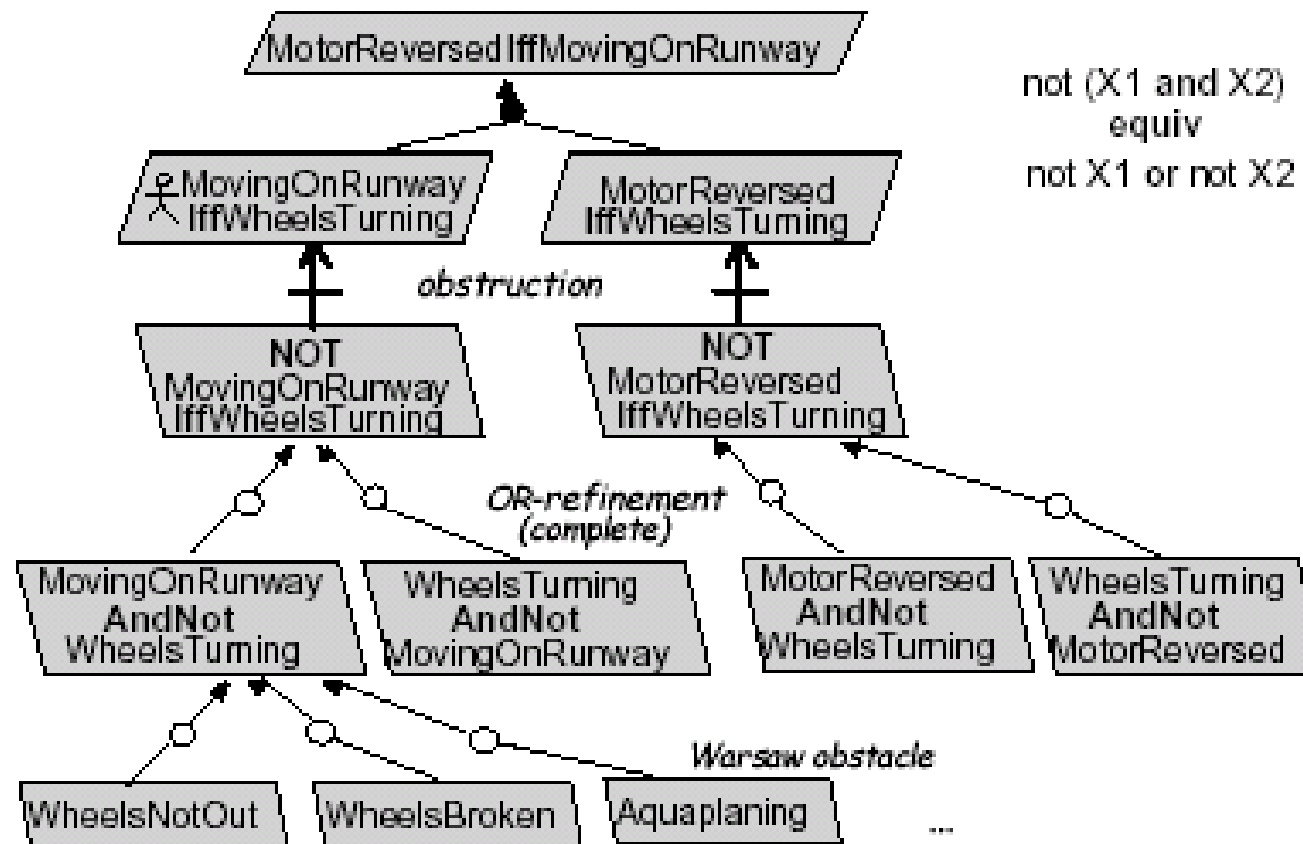 MotorReversedIffMovingOnRunway
not (X1 and X2)
equiv
not X1 or not X2
MovingOnRunway
IffWheelsTurning
MotorReversed
IffWheelsTurning
obstruction
NOT
MovingOnRunway
IffWheelsTurning
NOT
MotorReversed
IffWheelsTurning
OR-refinement
(complete)
MovingOnRunway
AndNot
WheelsTurning
WheelsTurning
AndNot
MovingOnRunway
MotorReversed
AndNot
WheelsTurning
WheelsTurning
AndNot
MotorReversed
Warsaw obstacle
WheelsNotOut
WheelsBroken
Aquaplaning
...